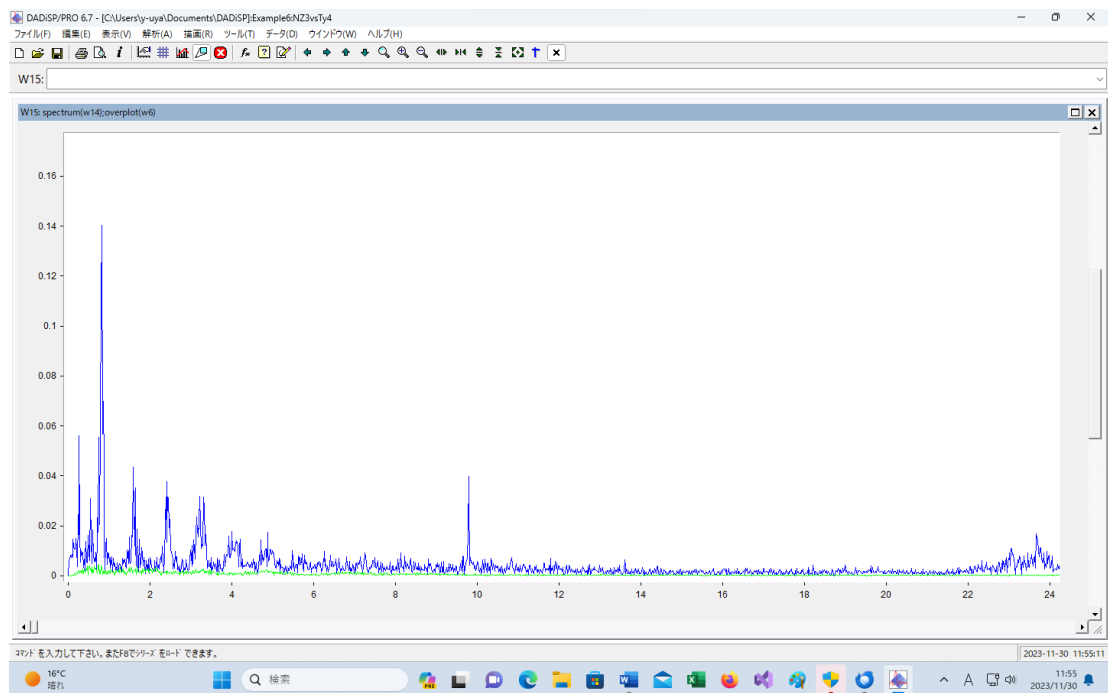 DADiSP/PRO 6.7 - [C:\Users\y-uya\Documents\DADiSP]:Example6:NZ3vsTy4
ファイル(F) 編集(E) 表示(V) 解析(A) 描画(R) ツール(T) データ(D) ウインドウ(W) ヘルプ(H)
W15:
W15: spectrum(w14);overplot(w6)
0.16
0.14
0.12
0.1
0.08
0.06
0.04
0.02
0
0 2 4 6 8 10 12 14 16 18 20 22 24
コマンドを入力して下さい。またF8でシリーズをロードできます。
2023-11-30 11:55:11
16°C
晴れ
検索
PRE
A
11:55
2023/11/30